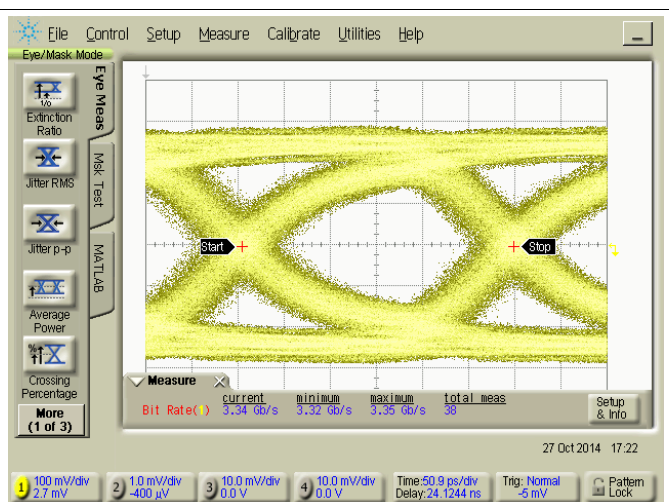 File Control Setup Measure Calibrate Utilities Help
Eye/Mask Mode
Eye Meas
Msk Test
MATLAB
1/0
Extinction
Ratio
Jitter RMS
Jitter p-p
Average
Power
%
Crossing
Percentage
More
(1 of 3)
Start
Stop
Measure
current minimum maximum total meas
Bit Rate(1) 3.34 Gb/s 3.32 Gb/s 3.35 Gb/s 38
Setup
& Info
27 Oct 2014 17:22
1 100 mV/div
2.7 mV
2 1.0 mV/div
-400 µV
3 10.0 mV/div
0.0 V
4 10.0 mV/div
0.0 V
Time:50.9 ps/div
Delay:24.1244 ns
Trig: Normal
-5 mV
Pattern
Lock